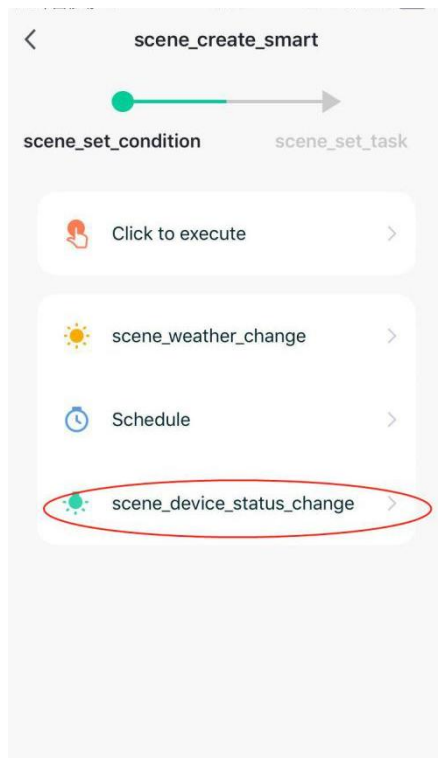 scene_create_smart
scene_set_condition scene_set_task
Click to execute
scene_weather_change
Schedule
scene_device_status_change